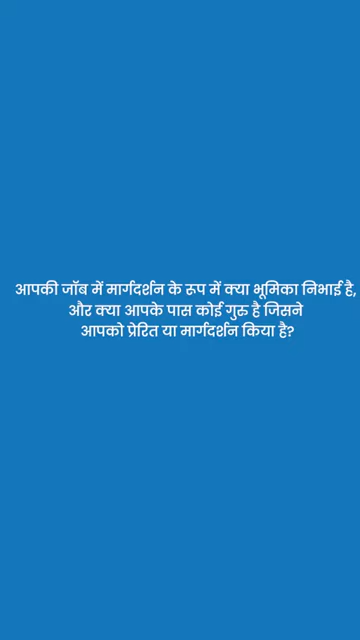 आपकी जॉब में मार्गदर्शन के रूप में क्या भूमिका निभाई है,
और क्या आपके पास कोई गुरु है जिसने
आपको प्रेरित या मार्गदर्शन किया है?